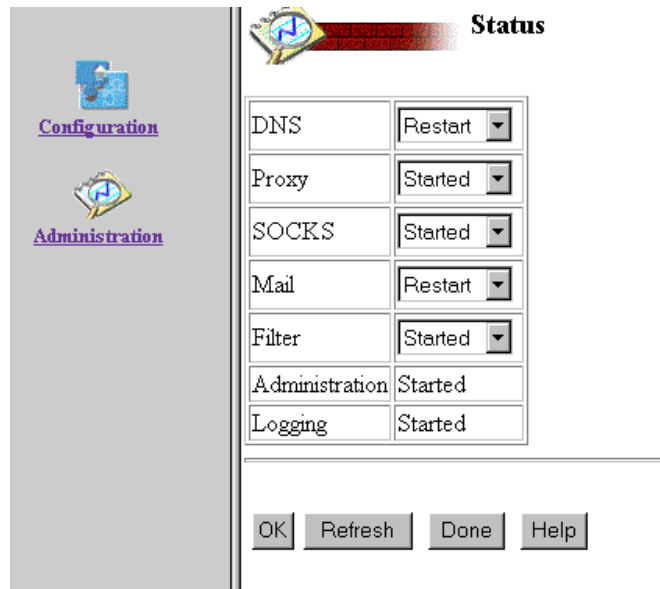 Configuration
Administration
Status
DNS Restart
Proxy Started
SOCKS Started
Mail Restart
Filter Started
Administration Started
Logging Started
OK Refresh Done Help